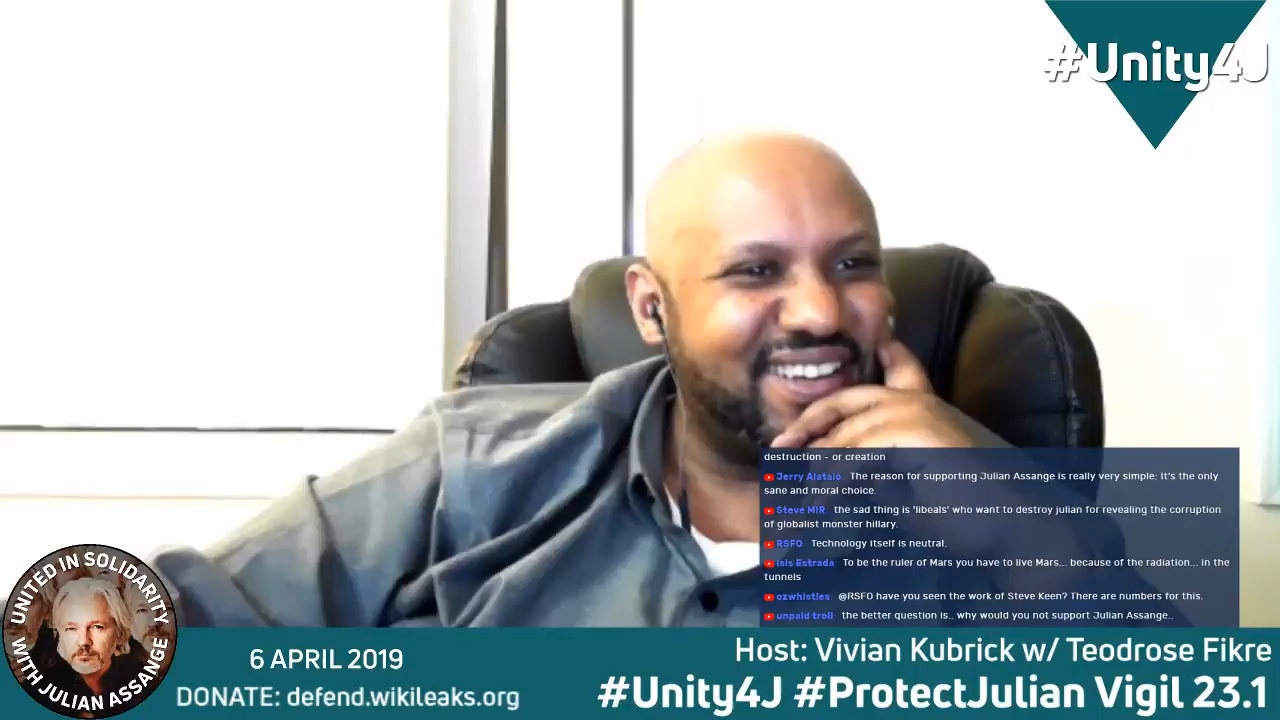 #Unity4J
destruction - or creation
Jerry Alatalo The reason for supporting Julian Assange is really very simple: It's the only
sane and moral choice.
Steve MIR the sad thing is 'libeals' who want to destroy julian for revealing the corruption
of globalist monster hillary.
RSFO Technology itself is neutral.
Isis Estrada To be the ruler of Mars you have to live Mars... because of the radiation... in the
tunnels
ozwhistles @RSFO have you seen the work of Steve Keen? There are numbers for this.
unpaid troll the better question is.. why would you not support Julian Assange..
UNITED IN SOLIDARITY
WITH JULIAN ASSANGE
6 APRIL 2019
DONATE: defend.wikileaks.org
Host: Vivian Kubrick w/ Teodrose Fikre
#Unity4J #ProtectJulian Vigil 23.1